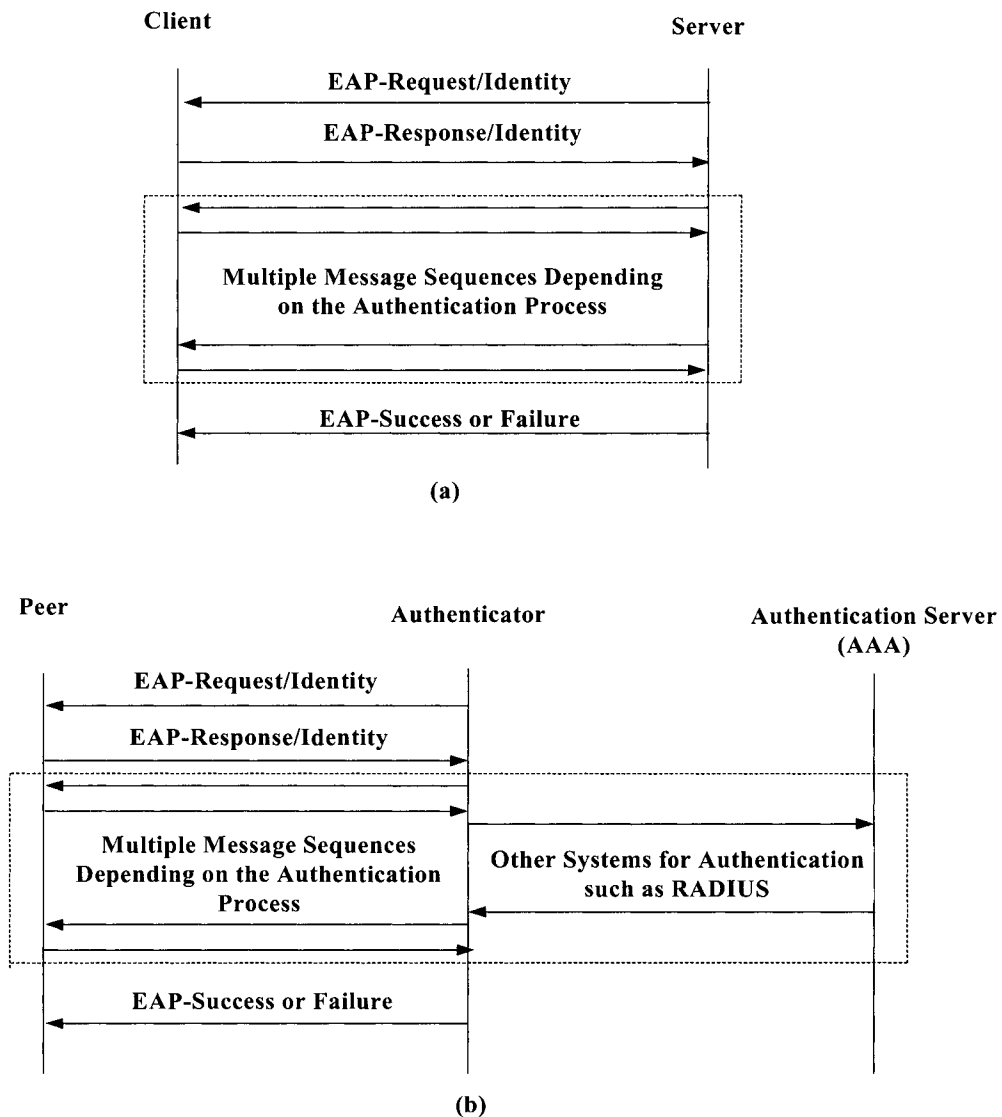 Client
Server
EAP-Request/Identity
EAP-Response/Identity
Multiple Message Sequences Depending
on the Authentication Process
EAP-Success or Failure
(a)
Peer
Authenticator
Authentication Server
(AAA)
EAP-Request/Identity
EAP-Response/Identity
Multiple Message Sequences
Depending on the Authentication
Process
Other Systems for Authentication
such as RADIUS
EAP-Success or Failure
(b)